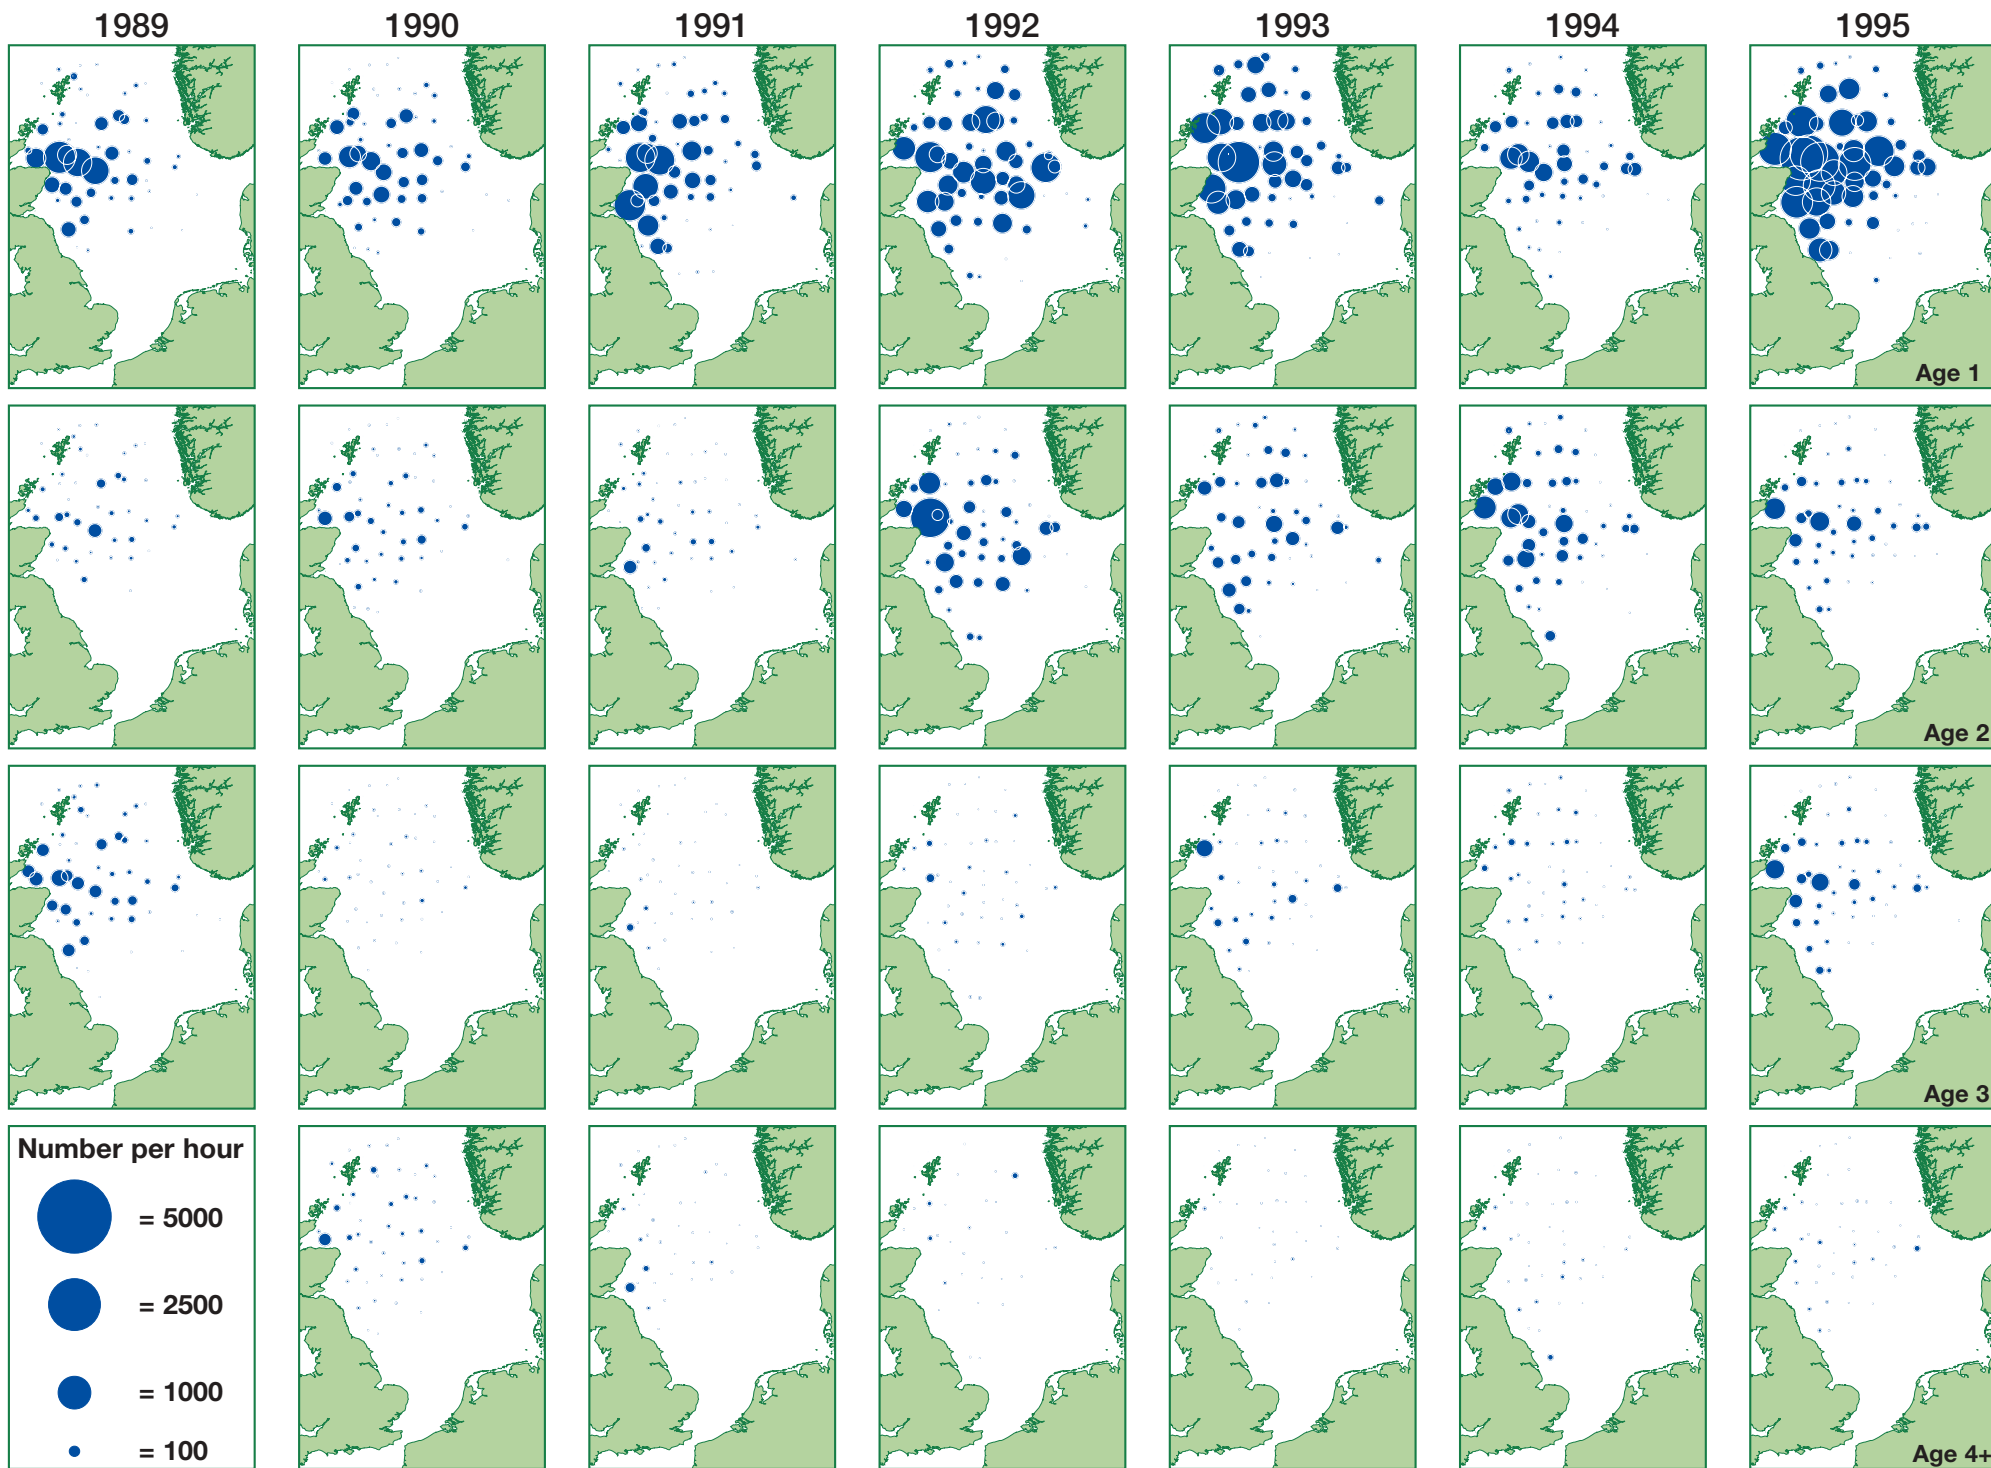 1989 1990 1991 1992 1993 1994 1995
Age 1
Age 2
Age 3
Number per hour
= 5000
= 2500
= 1000
= 100
Age 4+